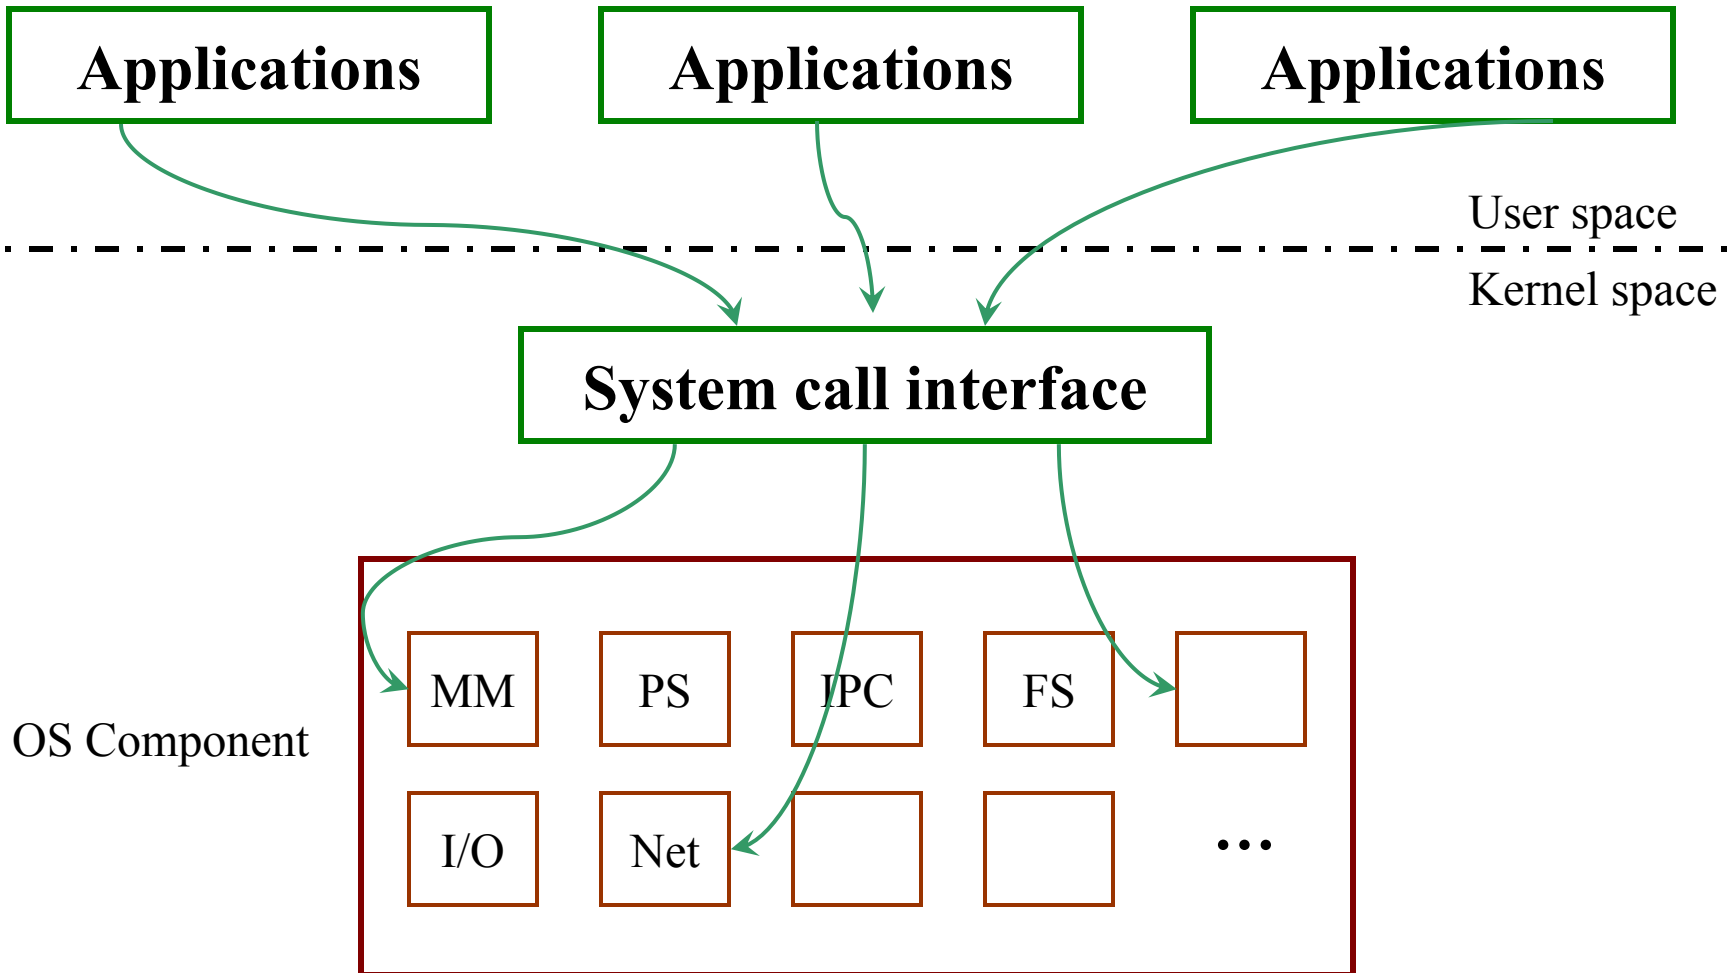 Applications
Applications
Applications
User space
Kernel space
System call interface
MM
PS
IPC
FS
OS Component
I/O
Net
...